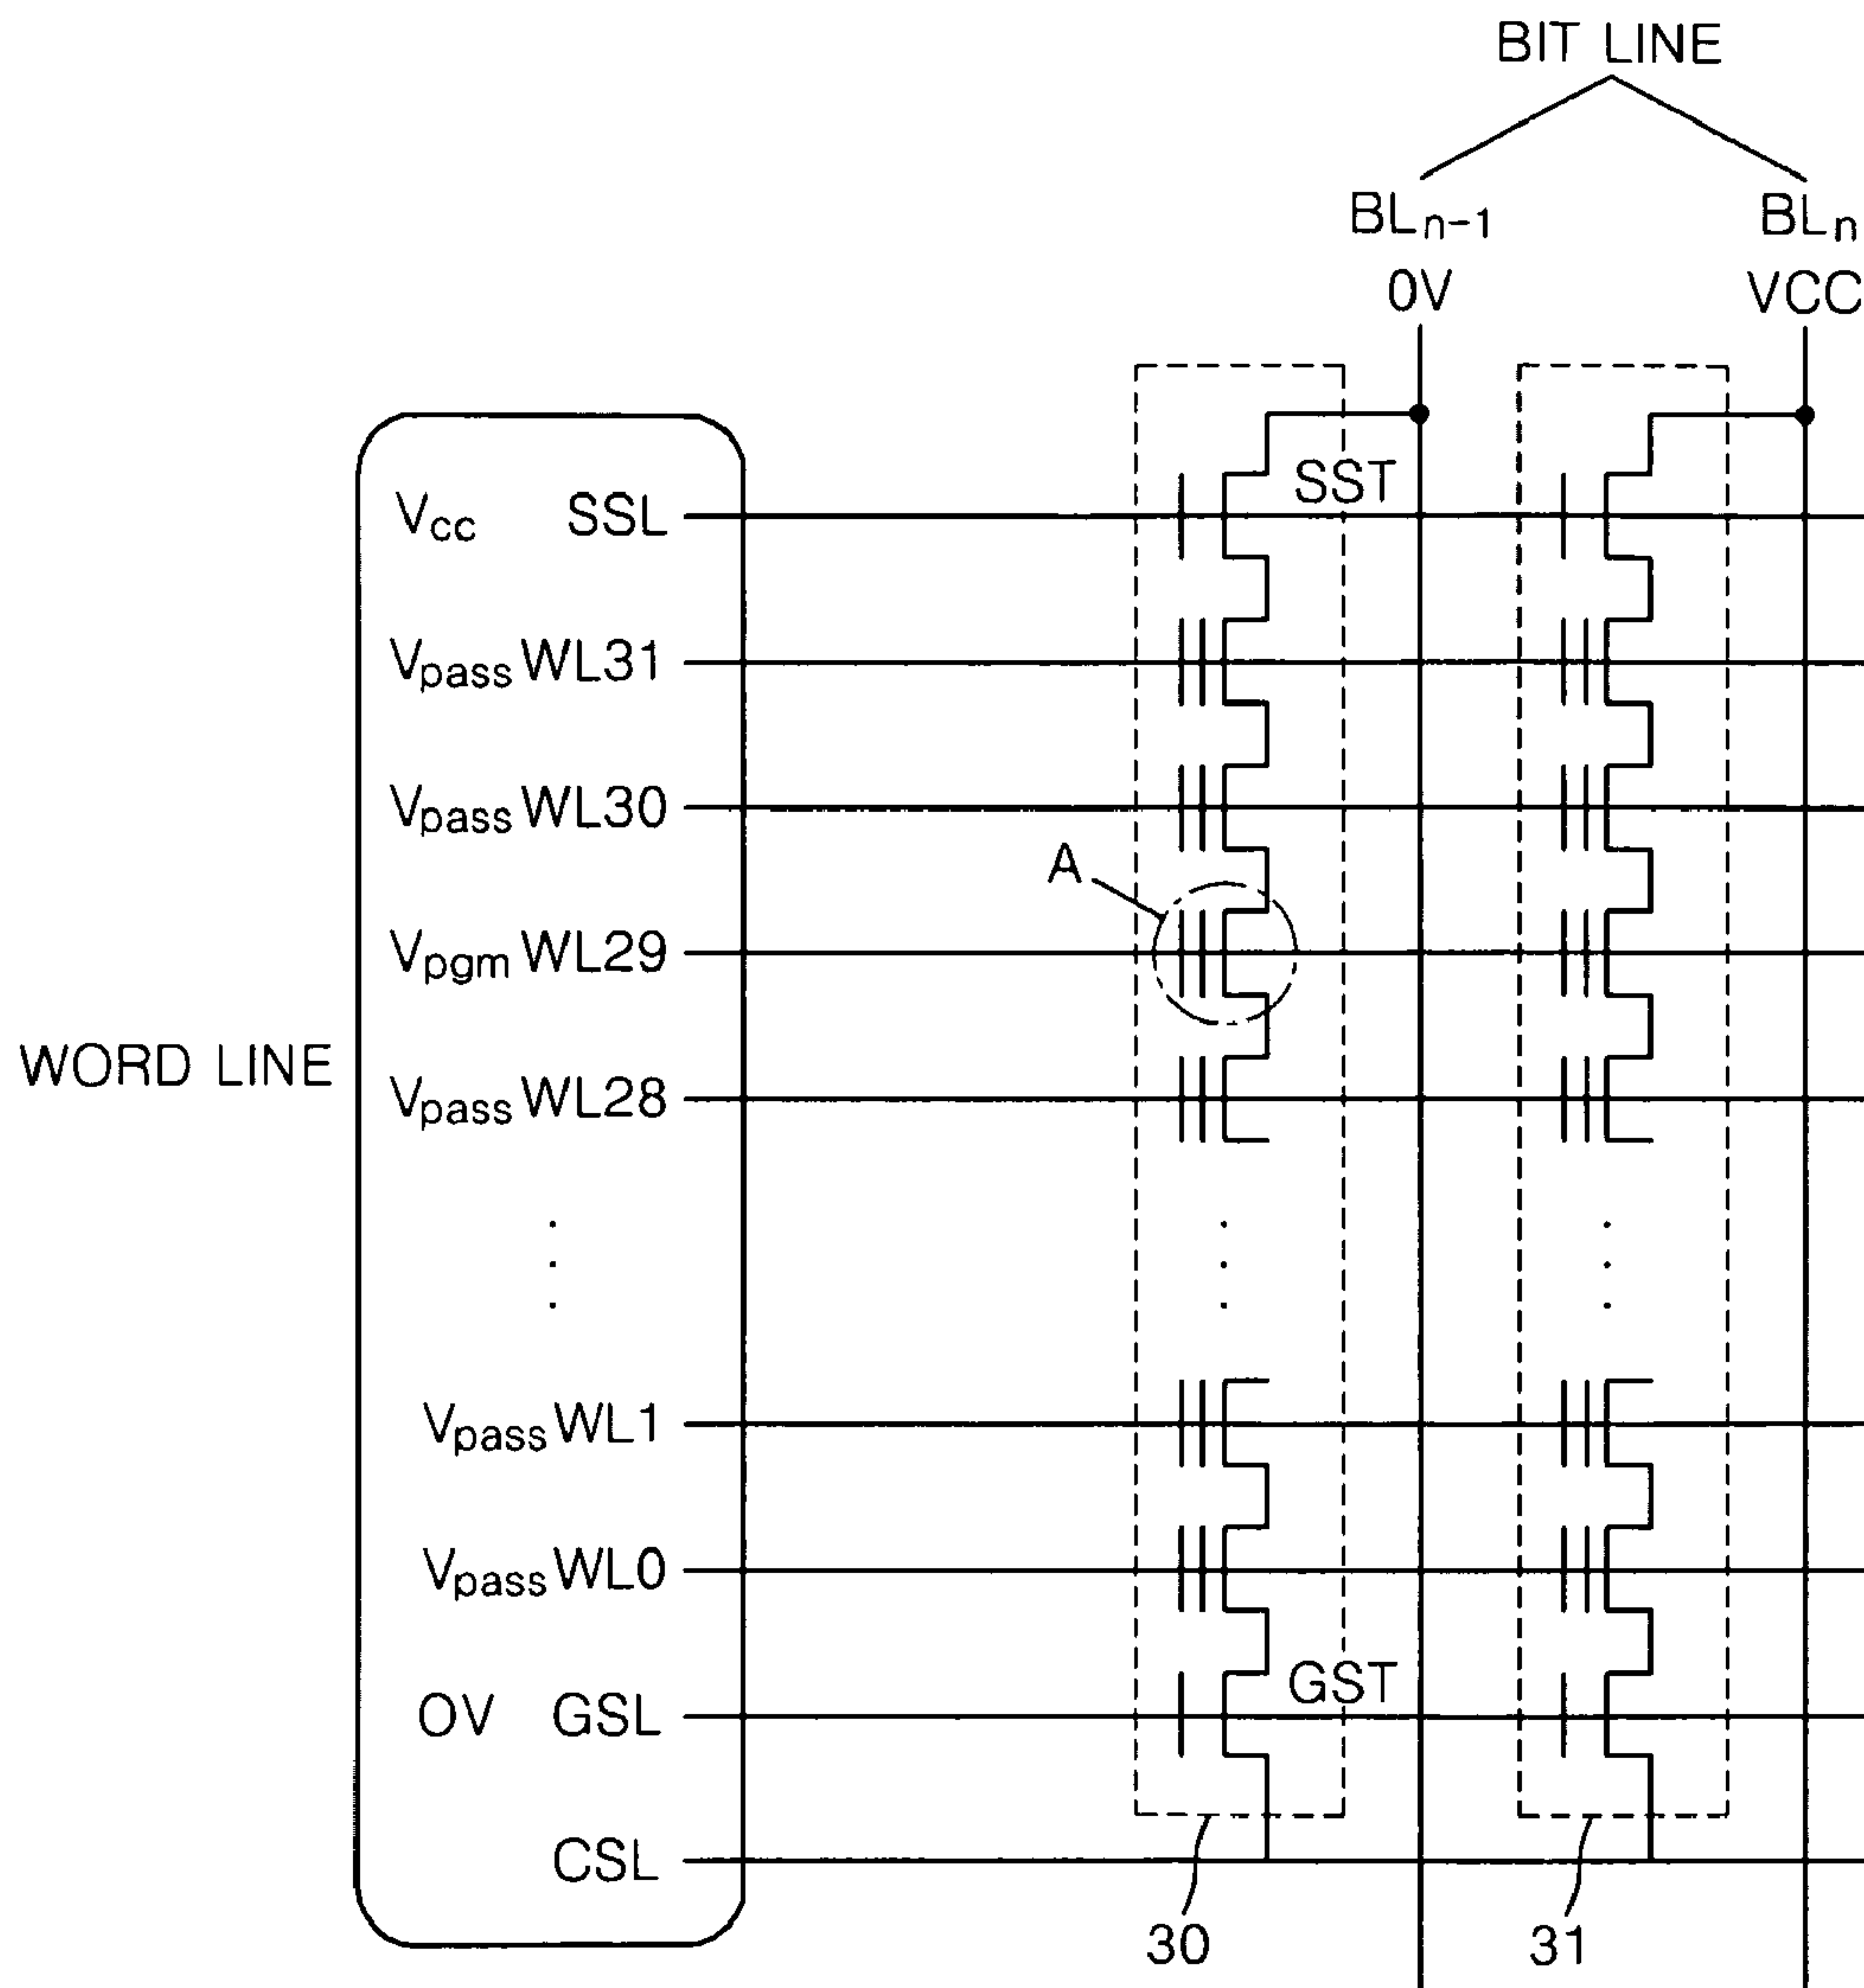 BIT LINE
BLn-1 BLn
0V VCC
SST
Vcc SSL
Vpass WL31
Vpass WL30
A
Vpgm WL29
WORD LINE
Vpass WL28
Vpass WL1
Vpass WL0
GST
OV GSL
CSL
30 31